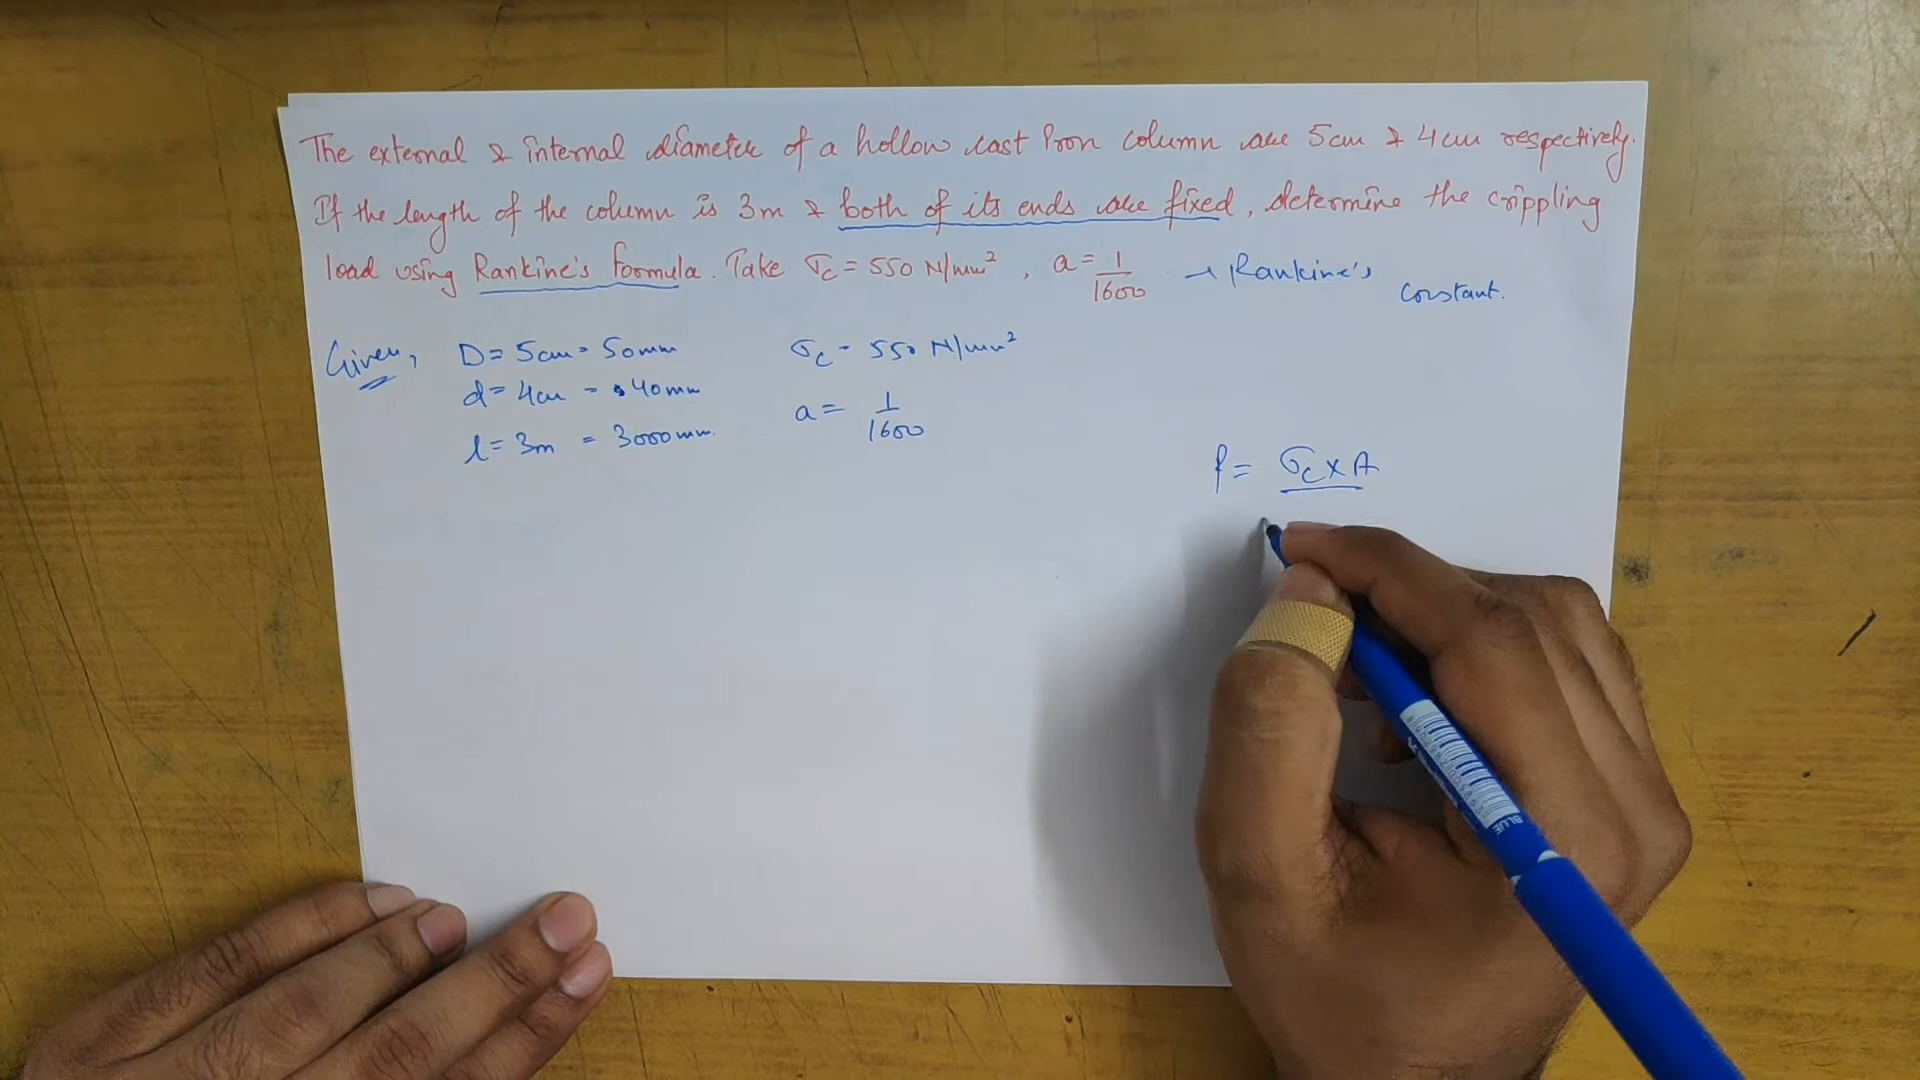 The external & internal diameter of a hollow cast iron column are 5cm & 4cm respectively.
If the length of the column is 3m & both of its ends are fixed, determine the crippling
load using Rankine's formula. Take σc = 550 N/mm², a = 1/1600 → Rankine's
constant.
Given, D = 5cm = 50mm σc = 550 N/mm²
d = 4cm = 40mm a = 1/1600
l = 3m = 3000mm.
P = σc × A
BLUE